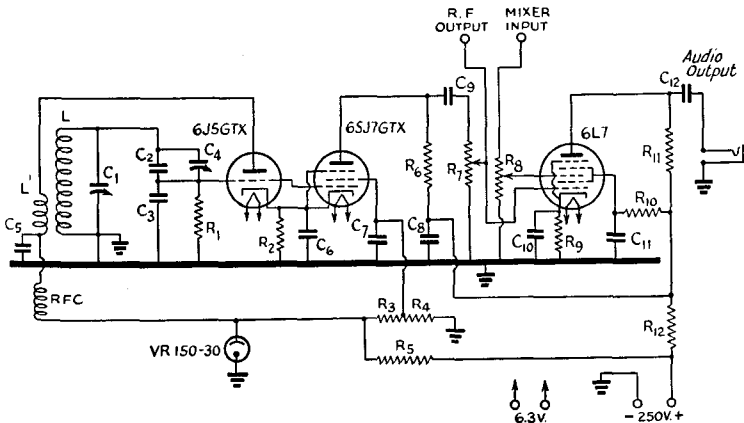 R.F OUTPUT
MIXER INPUT
Audio Output
C9
C12
6J5GTX
6SJ7GTX
6L7
L
C1
C2
C4
C3
L'
R1
R2
C5
C6
C7
C8
R6
R7
R8
R9
C10
C11
R10
R11
RFC
R3
R4
R5
R12
VR 150-30
6.3V.
- 250V. +